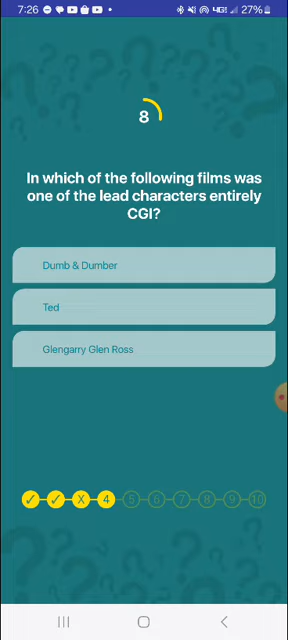 7:26
4G
27%
8
In which of the following films was
one of the lead characters entirely
CGI?
Dumb & Dumber
Ted
Glengarry Glen Ross
✓ ✓ X 4 5 6 7 8 9 10